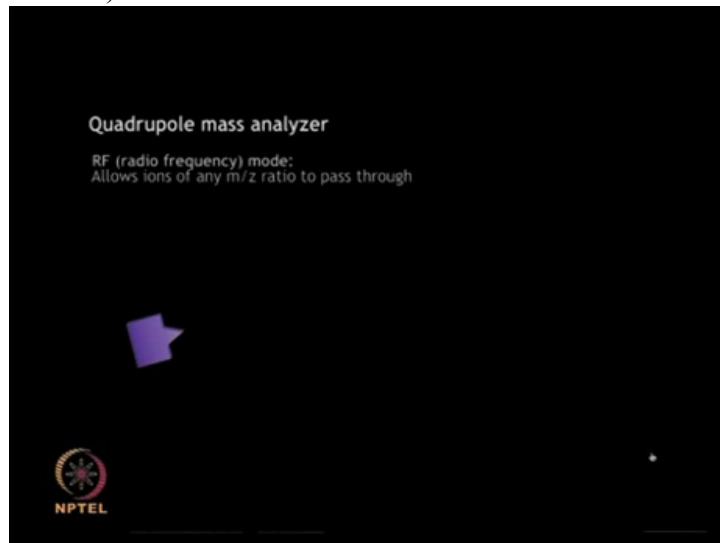 Quadrupole mass analyzer
RF (radio frequency) mode:
Allows ions of any m/z ratio to pass through
NPTEL